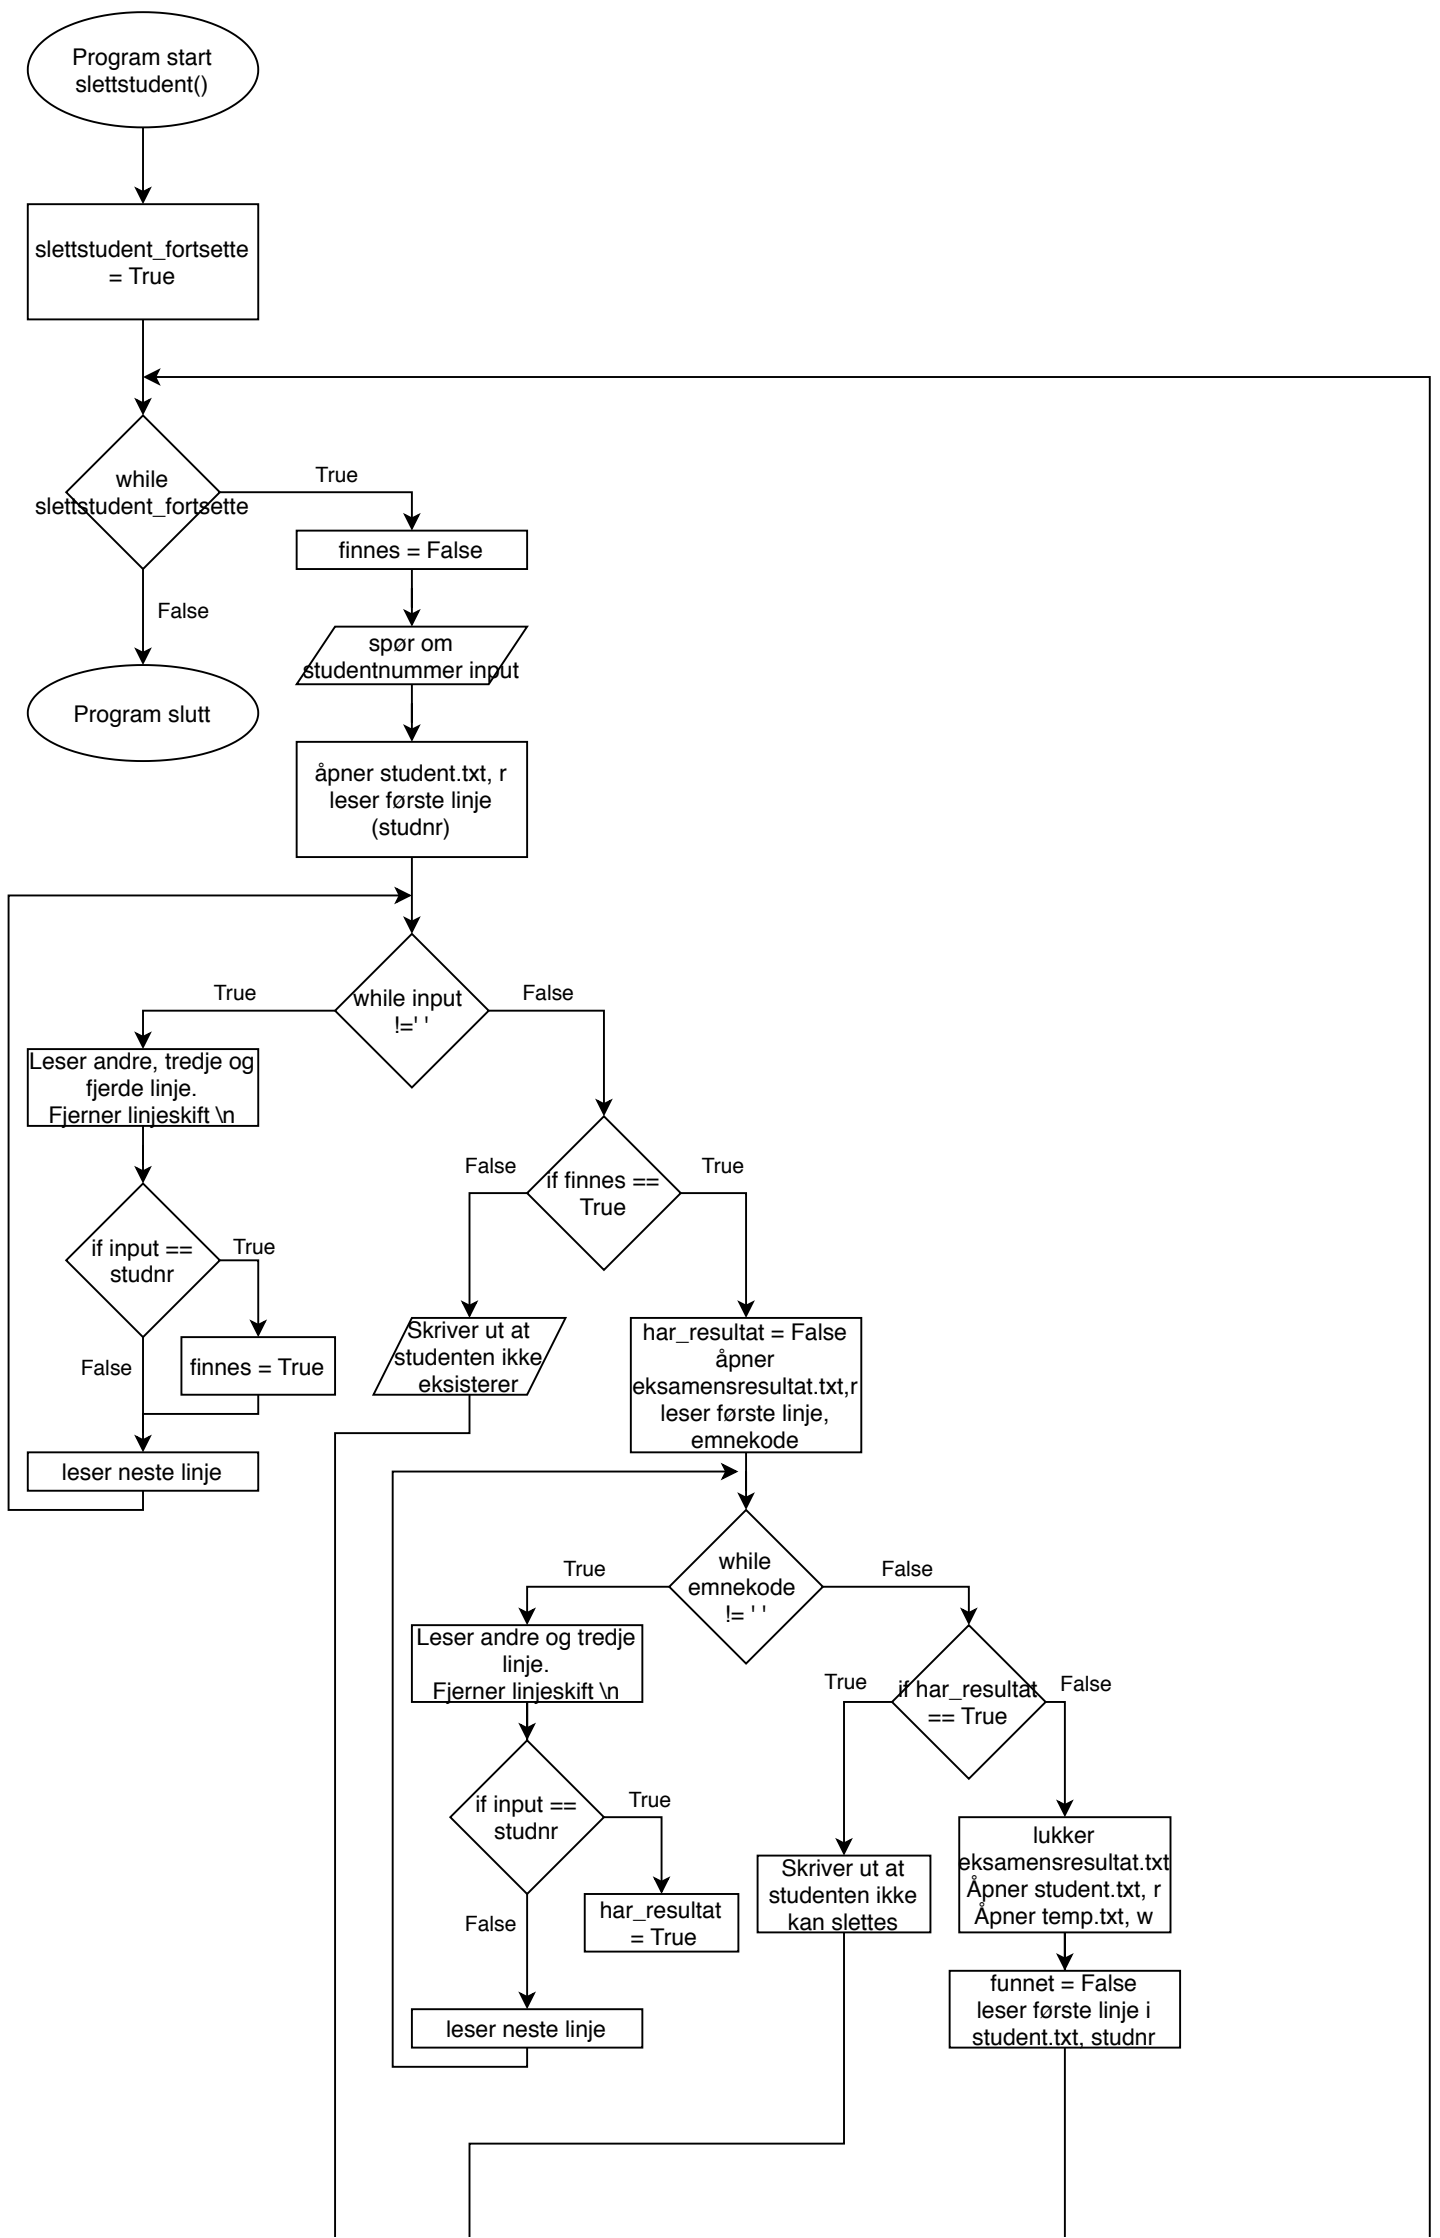 Program start
slettstudent()
slettstudent_fortsette
= True
while
slettstudent_fortsette
True
False
Program slutt
finnes = False
spør om
studentnummer input
åpner student.txt, r
leser første linje
(studnr)
while input
!=' '
True
False
Leser andre, tredje og
fjerde linje.
Fjerner linjeskift \n
if input ==
studnr
True
False
finnes = True
leser neste linje
if finnes ==
True
False
True
Skriver ut at
studenten ikke
eksisterer
har_resultat = False
åpner
eksamensresultat.txt,r
leser første linje,
emnekode
while
emnekode
!= ' '
True
False
Leser andre og tredje
linje.
Fjerner linjeskift \n
if input ==
studnr
True
False
har_resultat
= True
leser neste linje
if har_resultat
== True
True
False
Skriver ut at
studenten ikke
kan slettes
lukker
eksamensresultat.txt
Åpner student.txt, r
Åpner temp.txt, w
funnet = False
leser første linje i
student.txt, studnr